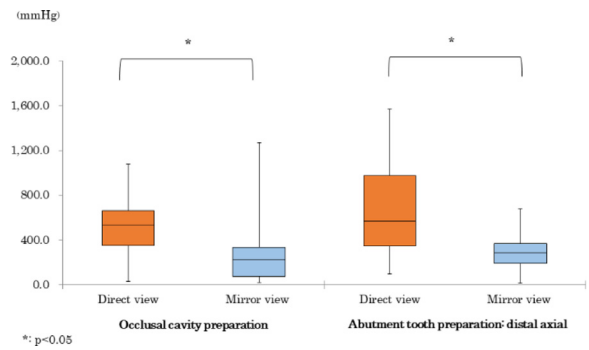 (mmHg)
*
*
2,000.0
1,600.0
1,200.0
800.0
400.0
0.0
Direct view Mirror view Direct view Mirror view
Occlusal cavity preparation Abutment tooth preparation: distal axial
*: p<0.05